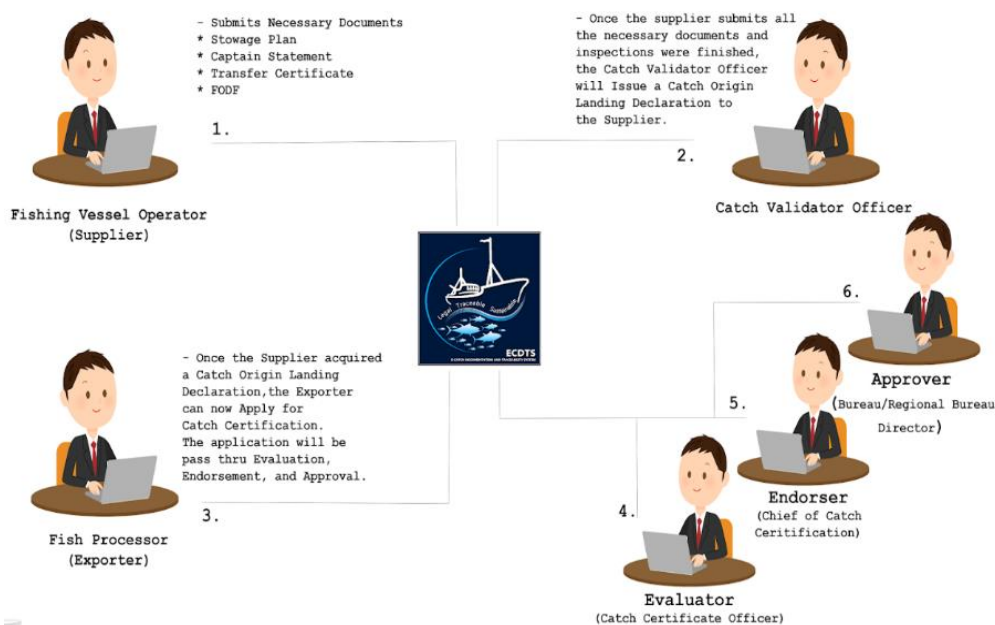 - Submits Necessary Documents
* Stowage Plan
* Captain Statement
* Transfer Certificate
* FODF
1.
Fishing Vessel Operator
(Supplier)
- Once the supplier submits all
the necessary documents and
inspections were finished,
the Catch Validator Officer
will Issue a Catch Origin
Landing Declaration to
the Supplier.
2.
Catch Validator Officer
Legal Traceable Sustainable
ECDTS
E-CATCH DOCUMENTATION AND TRACEABILITY SYSTEM
- Once the Supplier acquired
a Catch Origin Landing
Declaration,the Exporter
can now Apply for
Catch Certification.
The application will be
pass thru Evaluation,
Endorsement, and Approval.
3.
Fish Processor
(Exporter)
4.
Evaluator
(Catch Certificate Officer)
5.
Endorser
(Chief of Catch
Ceritification)
6.
Approver
(Bureau/Regional Bureau
Director)